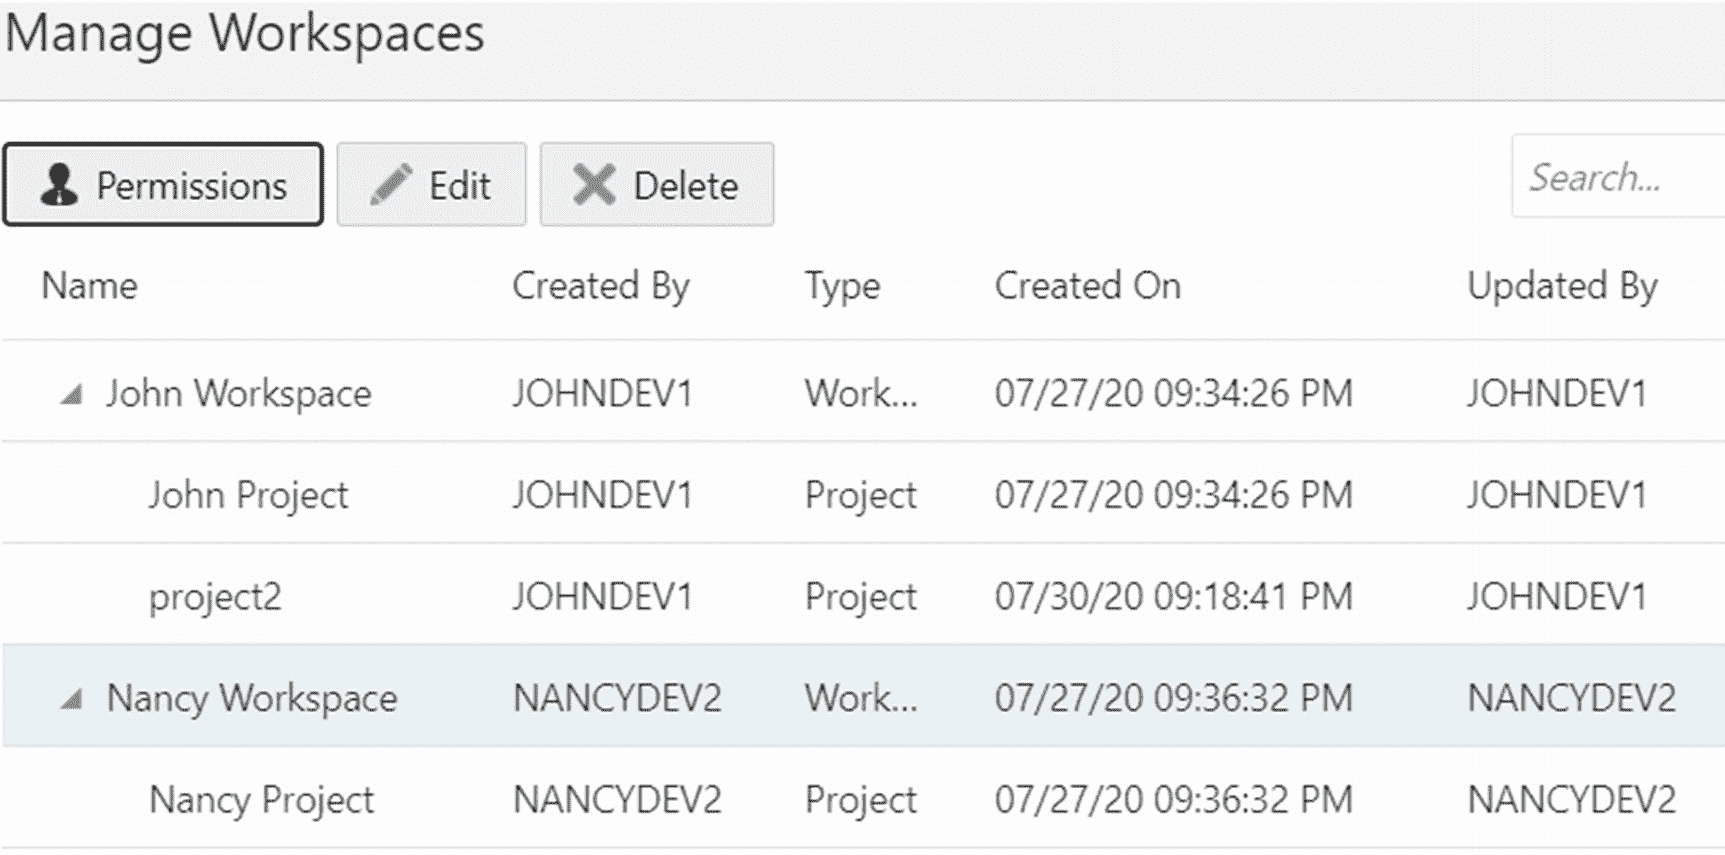 Manage Workspaces
Permissions Edit Delete Search...
Name Created By Type Created On Updated By
John Workspace JOHNDEV1 Work... 07/27/20 09:34:26 PM JOHNDEV1
John Project JOHNDEV1 Project 07/27/20 09:34:26 PM JOHNDEV1
project2 JOHNDEV1 Project 07/30/20 09:18:41 PM JOHNDEV1
Nancy Workspace NANCYDEV2 Work... 07/27/20 09:36:32 PM NANCYDEV2
Nancy Project NANCYDEV2 Project 07/27/20 09:36:32 PM NANCYDEV2